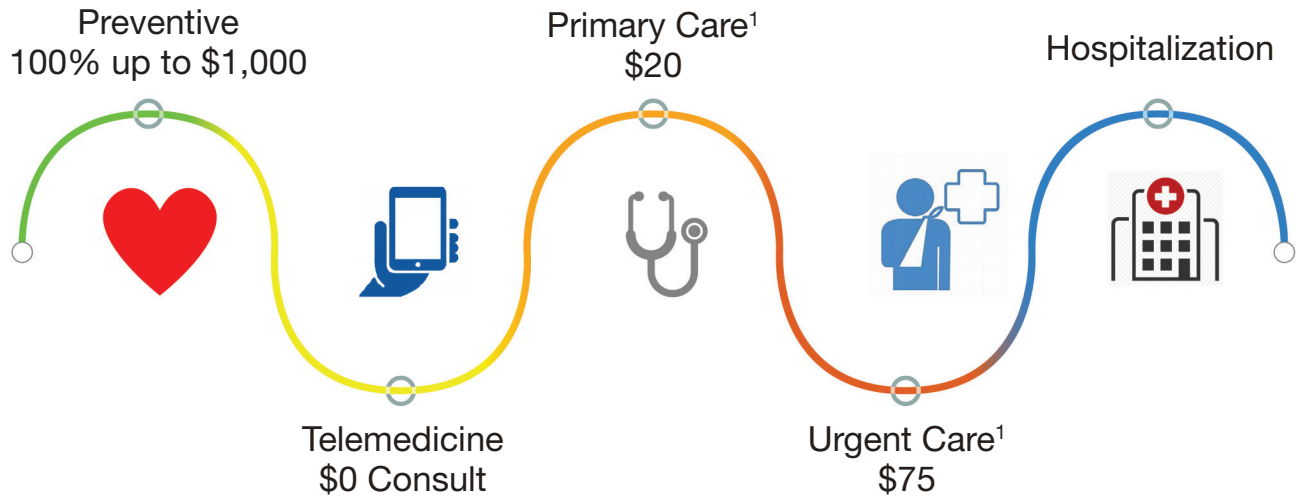 Preventive
100% up to $1,000
Telemedicine
$0 Consult
Primary Care¹
$20
Urgent Care¹
$75
Hospitalization